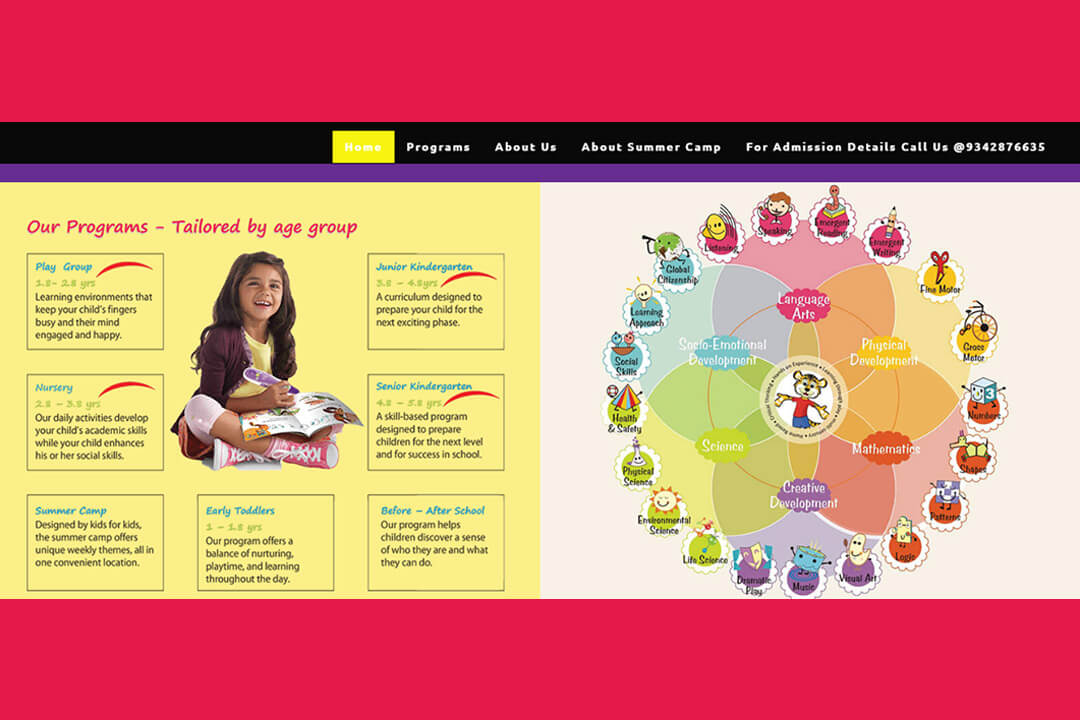 Home Programs About Us About Summer Camp For Admission Details Call Us @9342876635
Our Programs - Tailored by age group
Play Group
1.8- 2.8 yrs
Learning environments that
keep your child's fingers
busy and their mind
engaged and happy.
Junior Kindergarten
3.8 – 4.8yrs
A curriculum designed to
prepare your child for the
next exciting phase.
Nursery
2.8 – 3.8 yrs
Our daily activities develop
your child's academic skills
while your child enhances
his or her social skills.
Senior Kindergarten
4.8 – 5.8 yrs
A skill-based program
designed to prepare
children for the next level
and for success in school.
Summer Camp
Designed by kids for kids,
the summer camp offers
unique weekly themes, all in
one convenient location.
Early Toddlers
1 – 1.8 yrs
Our program offers a
balance of nurturing,
playtime, and learning
throughout the day.
Before – After School
Our program helps
children discover a sense
of who they are and what
they can do.
Listening
Speaking
Emergent
Reading
Emergent
Writing
Fine Motor
Gross
Motor
Numbers
Shapes
Patterns
Logic
Visual Art
Music
Dramatic
Play
Life Science
Environmental
Science
Physical
Science
Health
& Safety
Social
Skills
Learning
Approach
Global
Citizenship
Language
Arts
Physical
Development
Mathematics
Creative
Development
Science
Socio-Emotional
Development